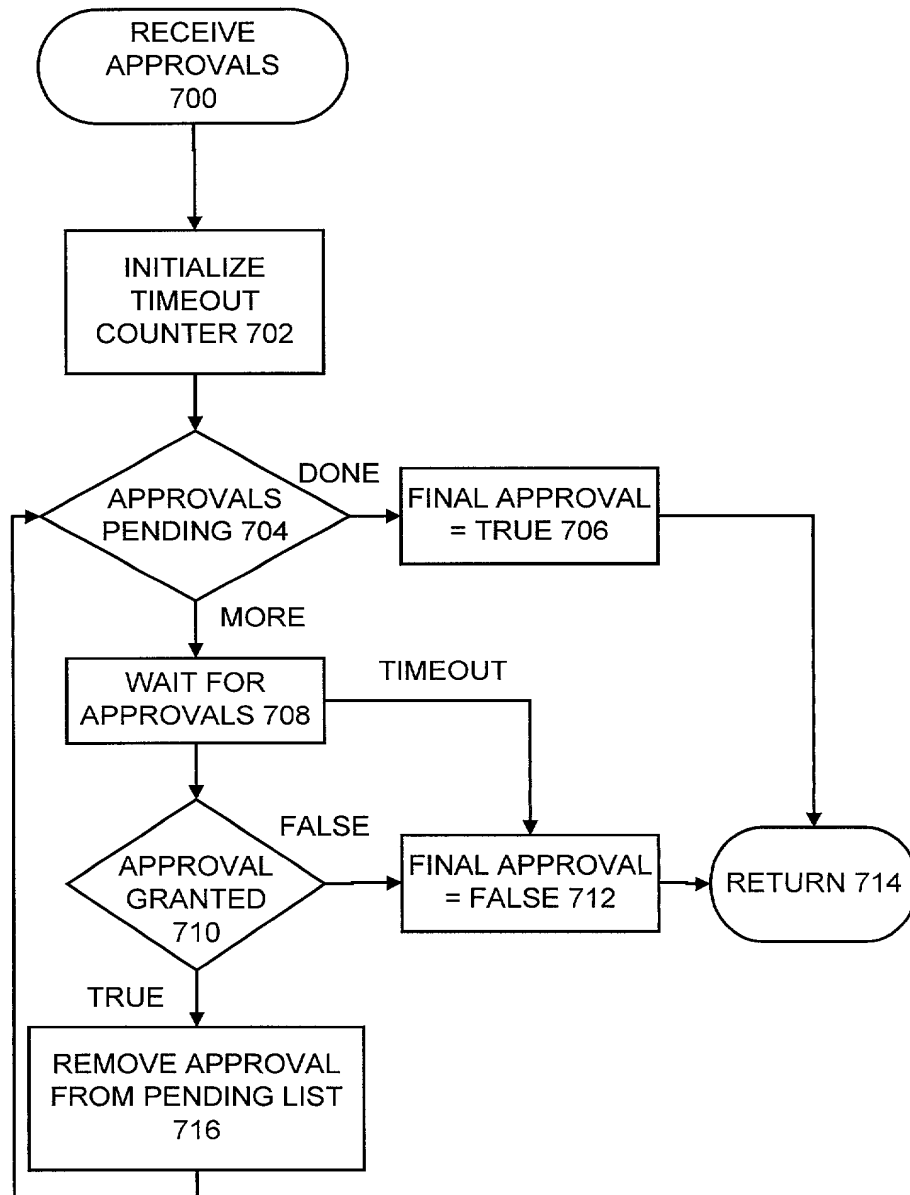 RECEIVE
APPROVALS
700
INITIALIZE
TIMEOUT
COUNTER 702
APPROVALS
PENDING 704
DONE
FINAL APPROVAL
= TRUE 706
MORE
WAIT FOR
APPROVALS 708
TIMEOUT
APPROVAL
GRANTED
710
FALSE
FINAL APPROVAL
= FALSE 712
RETURN 714
TRUE
REMOVE APPROVAL
FROM PENDING LIST
716